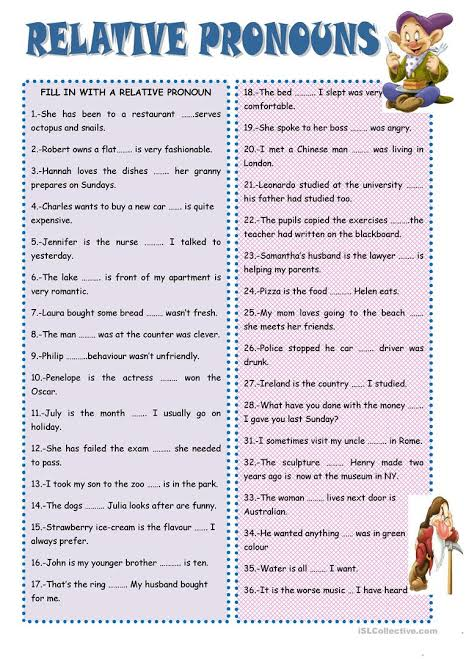 RELATIVE PRONOUNS
FILL IN WITH A RELATIVE PRONOUN
1.-She has been to a restaurant ......serves
octopus and snails.
2.-Robert owns a flat........ is very fashionable.
3.-Hannah loves the dishes ....... her granny
prepares on Sundays.
4.-Charles wants to buy a new car ...... is quite
expensive.
5.-Jennifer is the nurse ......... I talked to
yesterday.
6.-The lake .......... is front of my apartment is
very romantic.
7.-Laura bought some bread ........ wasn't fresh.
8.-The man ........ was at the counter was clever.
9.-Philip ..........behaviour wasn't unfriendly.
10.-Penelope is the actress ........ won the
Oscar.
11.-July is the month ....... I usually go on
holiday.
12.-She has failed the exam ......... she needed
to pass.
13.-I took my son to the zoo ...... is in the park.
14.-The dogs .......... Julia looks after are funny.
15.-Strawberry ice-cream is the flavour ...... I
always prefer.
16.-John is my younger brother .......... is ten.
17.-That's the ring ......... My husband bought
for me.
18.-The bed .......... I slept was very
comfortable.
19.-She spoke to her boss ........ was angry.
20.-I met a Chinese man ........ was living in
London.
21.-Leonardo studied at the university ........
his father had studied too.
22.-The pupils copied the exercises ..........the
teacher had written on the blackboard.
23.-Samantha's husband is the lawyer ....... is
helping my parents.
24.-Pizza is the food .......... Helen eats.
25.-My mom loves going to the beach ......
she meets her friends.
26.-Police stopped he car ........ driver was
drunk.
27.-Ireland is the country ...... I studied.
28.-What have you done with the money .......
I gave you last Sunday?
31.-I sometimes visit my uncle ......... in Rome.
32.-The sculpture ....... Henry made two
years ago is now at the museum in NY.
33.-The woman ........ lives next door is
Australian.
34.-He wanted anything ..... was in green
colour
35.-Water is all ....... I want.
36.-It is the worse music ... I have heard
iSLCollective.com